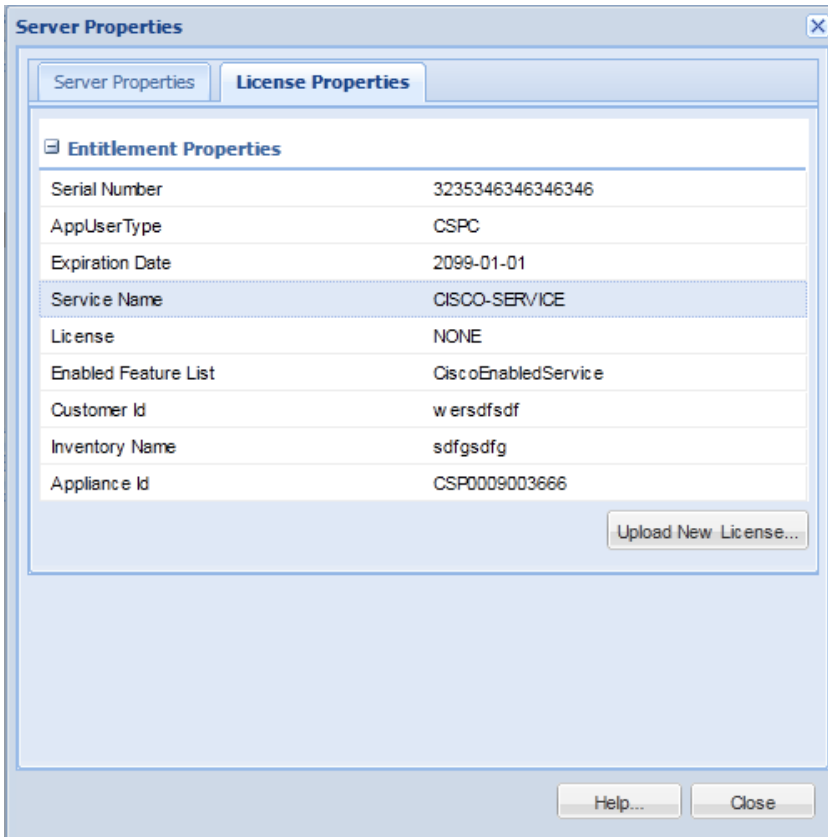 Server Properties
Server Properties License Properties
Entitlement Properties
Serial Number 3235346346346346
AppUserType CSPC
Expiration Date 2099-01-01
Service Name CISCO-SERVICE
License NONE
Enabled Feature List CiscoEnabledService
Customer Id wersdfsdf
Inventory Name sdfgsdfg
Appliance Id CSP0009003666
Upload New License...
Help... Close